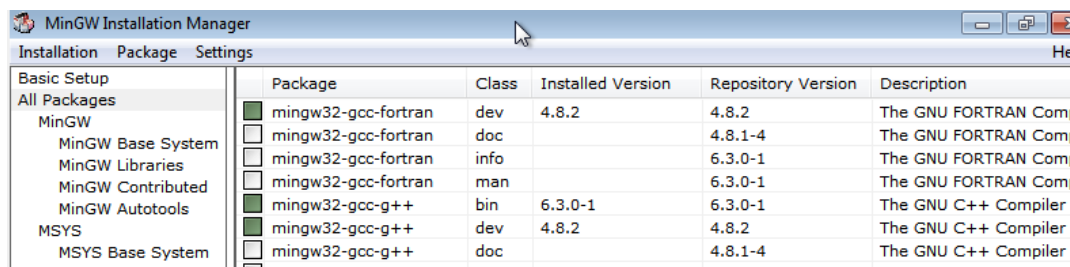 MinGW Installation Manager
Installation Package Settings He
Basic Setup
All Packages
MinGW
MinGW Base System
MinGW Libraries
MinGW Contributed
MinGW Autotools
MSYS
MSYS Base System
Package Class Installed Version Repository Version Description
mingw32-gcc-fortran dev 4.8.2 4.8.2 The GNU FORTRAN Com
mingw32-gcc-fortran doc 4.8.1-4 The GNU FORTRAN Com
mingw32-gcc-fortran info 6.3.0-1 The GNU FORTRAN Com
mingw32-gcc-fortran man 6.3.0-1 The GNU FORTRAN Com
mingw32-gcc-g++ bin 6.3.0-1 6.3.0-1 The GNU C++ Compiler
mingw32-gcc-g++ dev 4.8.2 4.8.2 The GNU C++ Compiler
mingw32-gcc-g++ doc 4.8.1-4 The GNU C++ Compiler